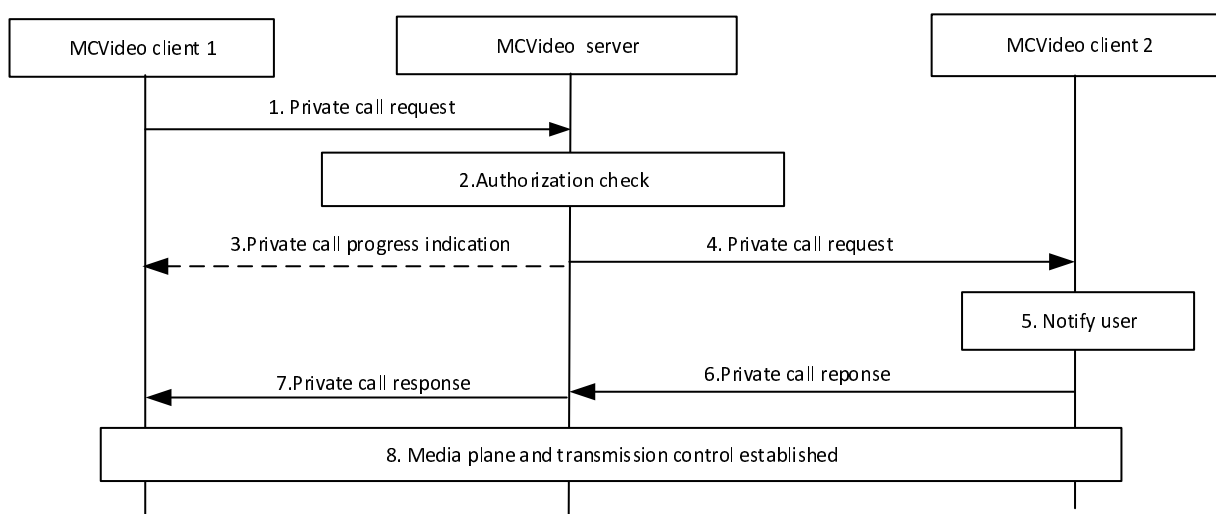 MCVideo client 1
MCVideo server
MCVideo client 2
1. Private call request
2.Authorization check
3.Private call progress indication
4. Private call request
5. Notify user
6.Private call reponse
7.Private call response
8. Media plane and transmission control established